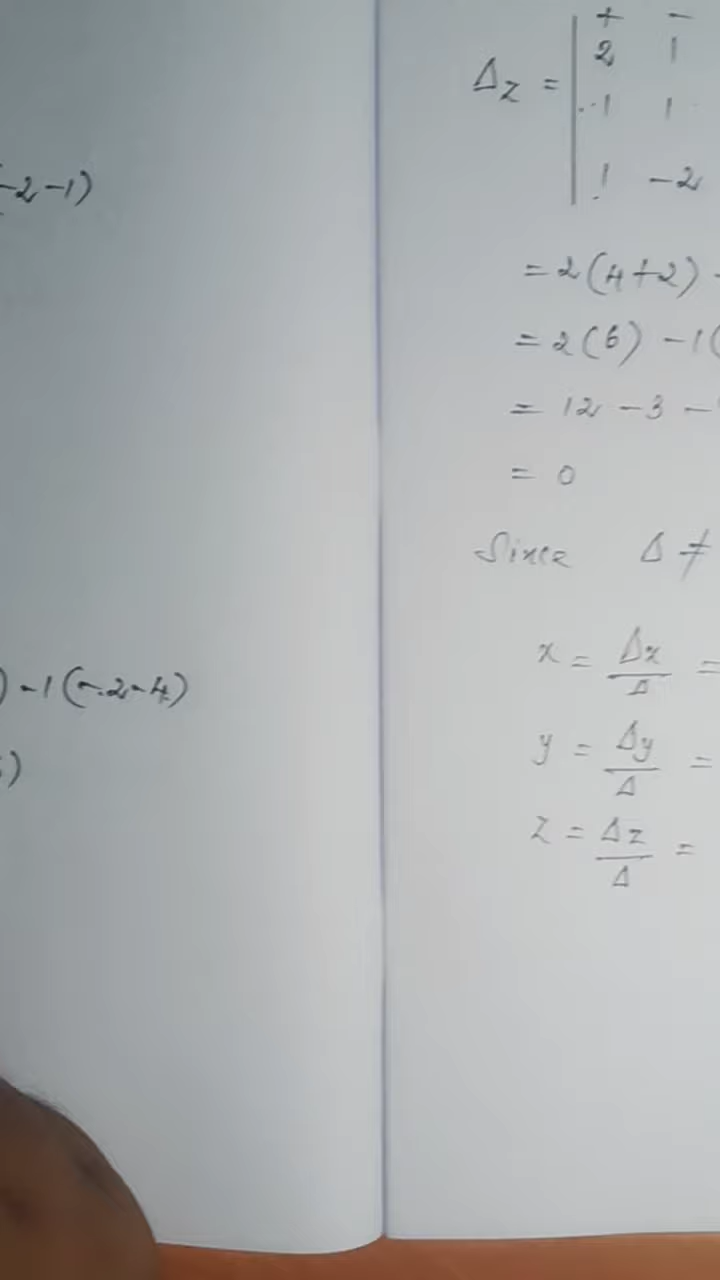 -2-1)
) -1(-2-4)
)
+ -
Δz = | 2 1
-1 1
1 -2
= 2(4+2) -
= 2(6) -1(
= 12 -3 -
= 0
Since Δ ≠
x = Δx/Δ =
y = Δy/Δ =
z = Δz/Δ =